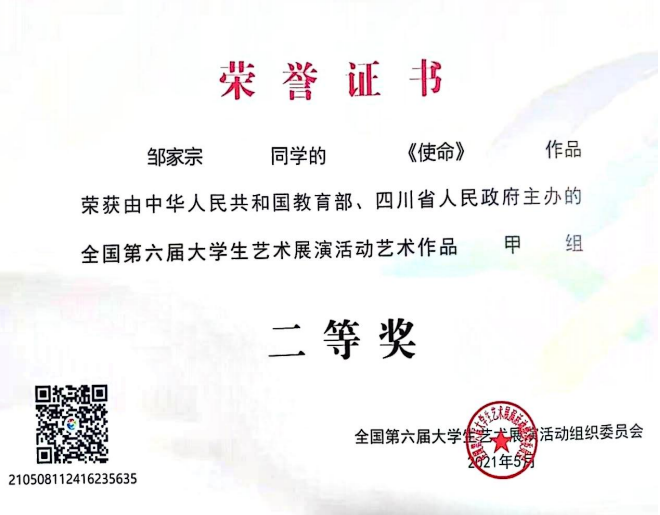 荣誉证书
邹家宗 同学的 《使命》 作品
荣获由中华人民共和国教育部、四川省人民政府主办的
全国第六届大学生艺术展演活动艺术作品 甲 组
二等奖
全国第六届大学生艺术展演活动组织委员会
2021年5月
210508112416235635